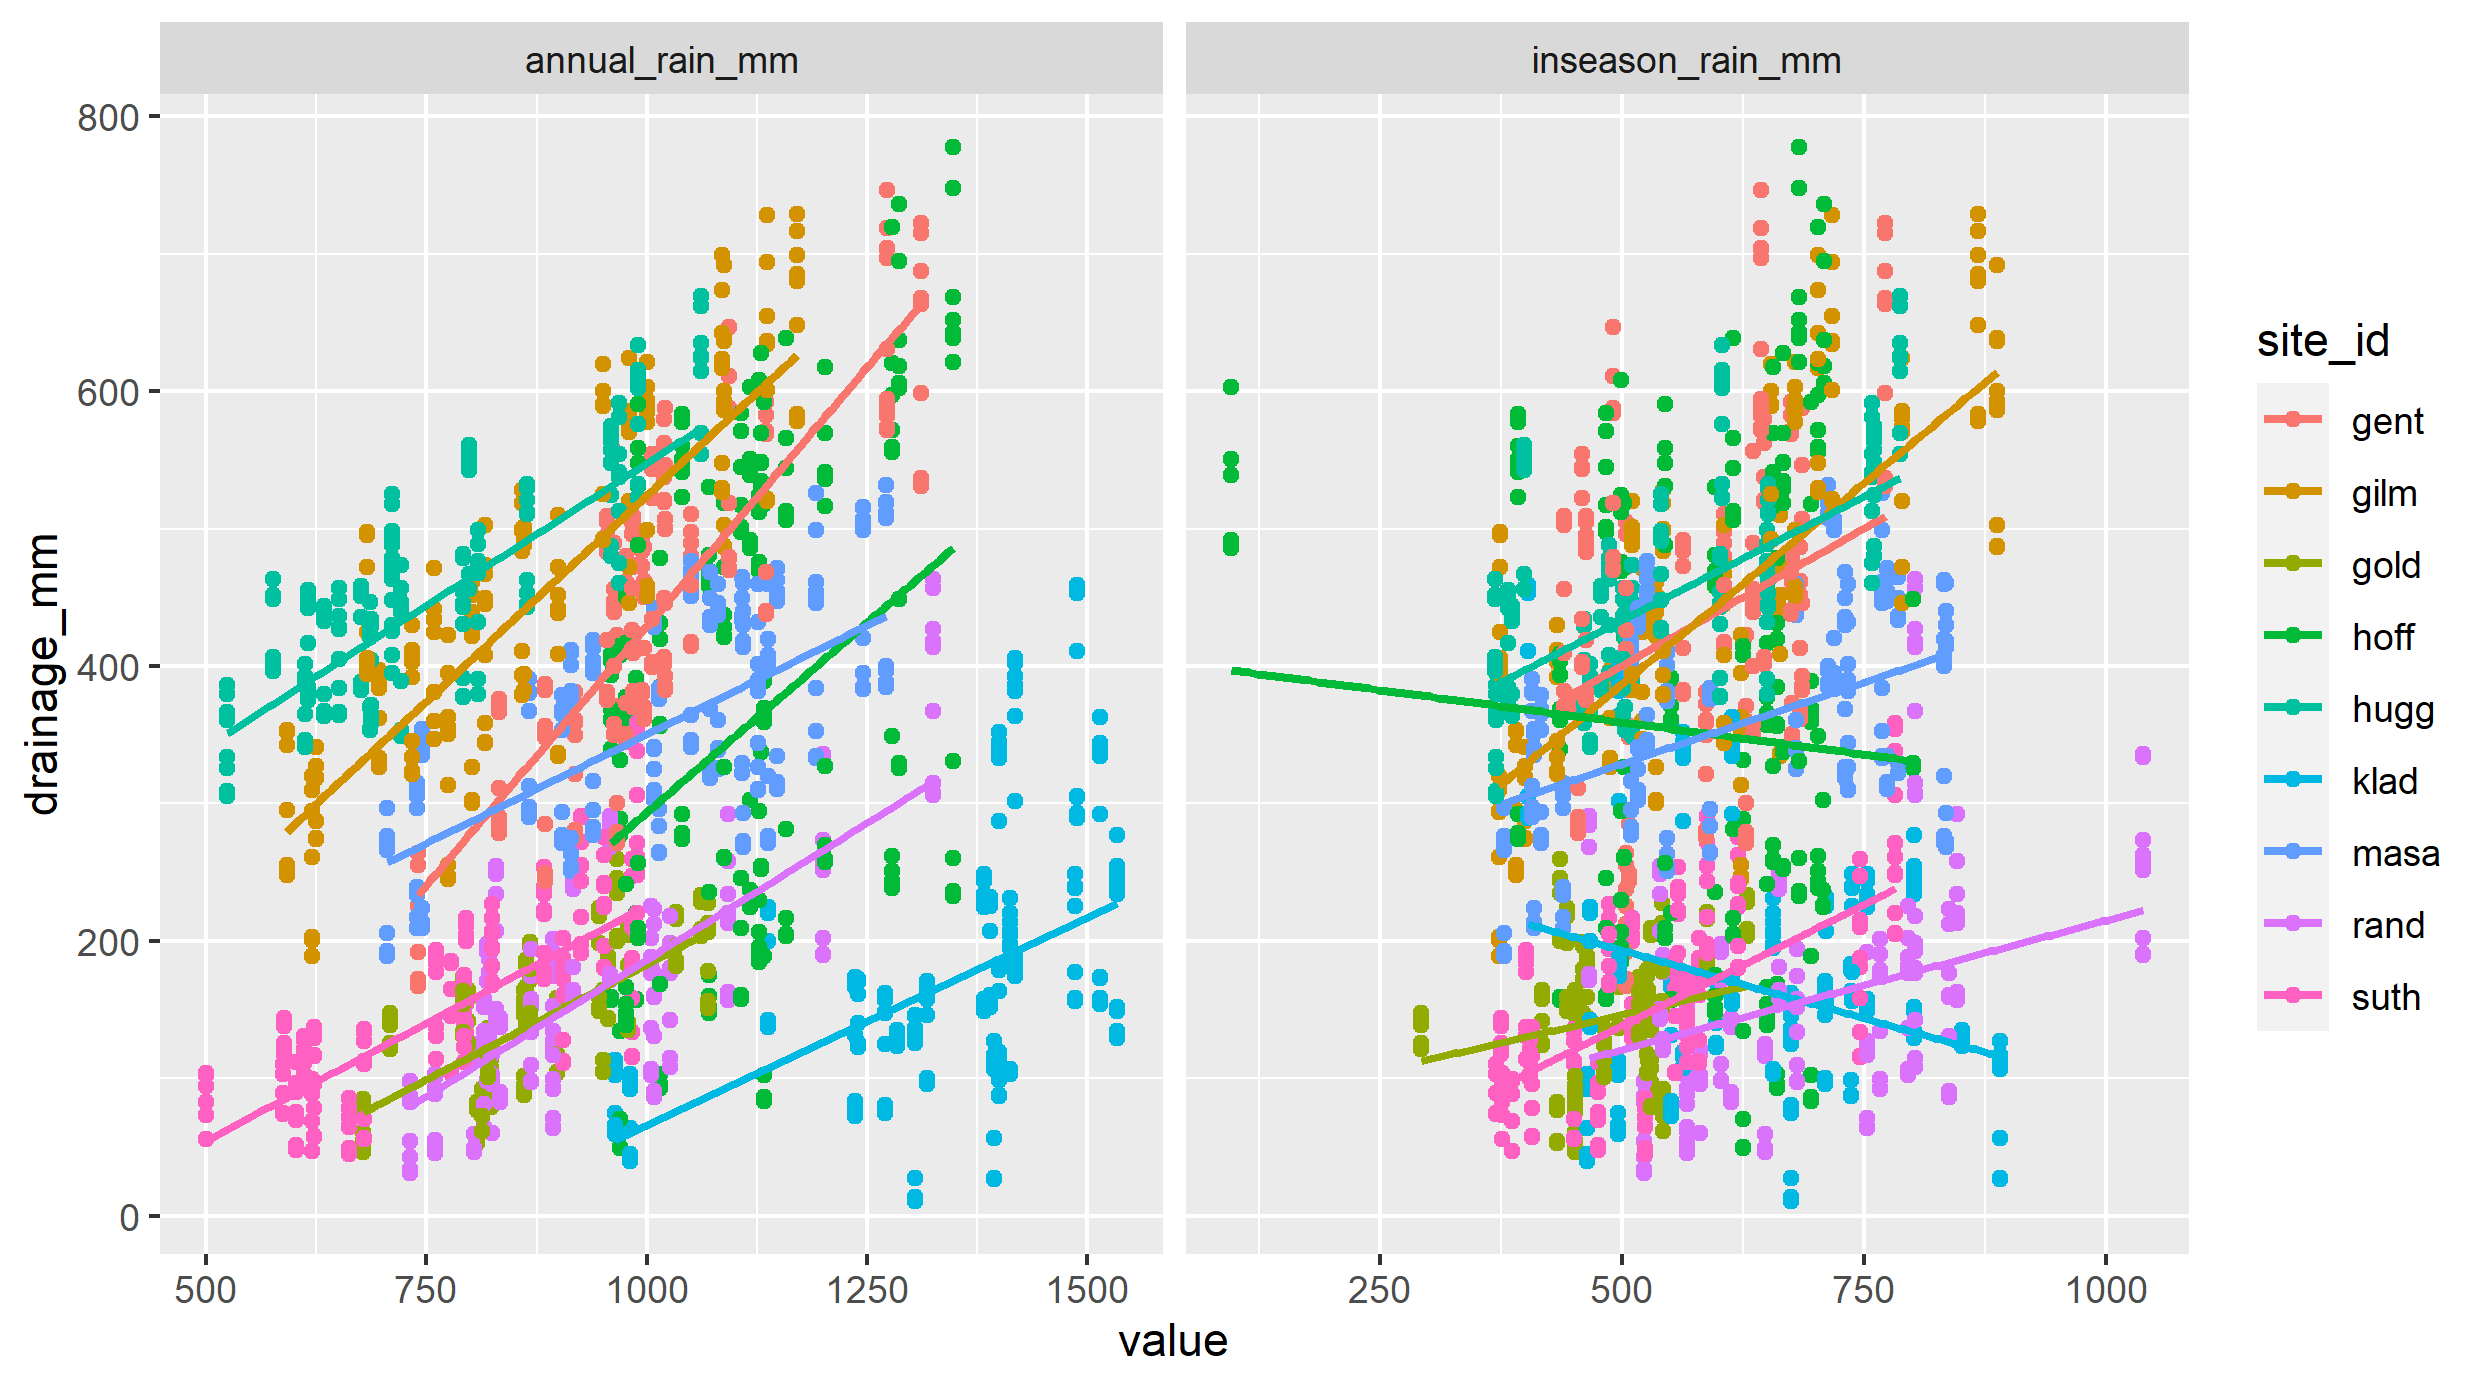 annual_rain_mm
inseason_rain_mm
drainage_mm
800
600
400
200
0
500
750
1000
1250
1500
250
500
750
1000
value
site_id
gent
gilm
gold
hoff
hugg
klad
masa
rand
suth